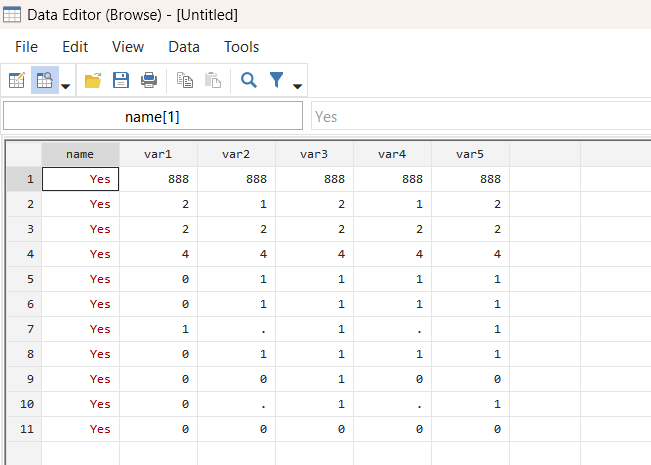 Data Editor (Browse) - [Untitled]
File Edit View Data Tools
name[1] Yes
name var1 var2 var3 var4 var5
1 Yes 888 888 888 888 888
2 Yes 2 1 2 1 2
3 Yes 2 2 2 2 2
4 Yes 4 4 4 4 4
5 Yes 0 1 1 1 1
6 Yes 0 1 1 1 1
7 Yes 1 . 1 . 1
8 Yes 0 1 1 1 1
9 Yes 0 0 1 0 0
10 Yes 0 . 1 . 1
11 Yes 0 0 0 0 0